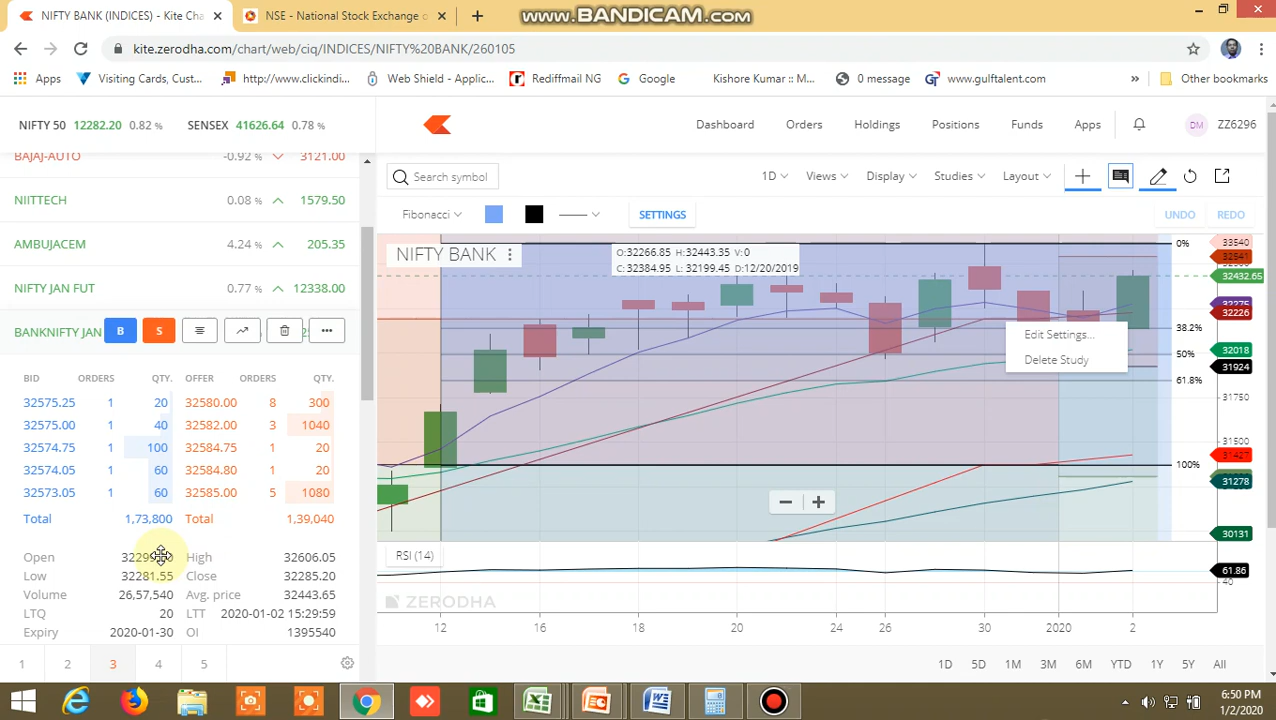 NIFTY BANK (INDICES) - Kite Cha
NSE - National Stock Exchange o
www.BANDICAM.com
kite.zerodha.com/chart/web/ciq/INDICES/NIFTY%20BANK/260105
Apps
Visiting Cards, Cust...
http://www.clickindi...
Web Shield - Applic...
Rediffmail NG
Google
Kishore Kumar :: M...
0 message
www.gulftalent.com
»
Other bookmarks
NIFTY 50 12282.20 0.82 %
SENSEX 41626.64 0.78 %
Dashboard Orders Holdings Positions Funds Apps DM ZZ6296
BAJAJ-AUTO -0.92 % 3121.00
NIITTECH 0.08 % 1579.50
AMBUJACEM 4.24 % 205.35
NIFTY JAN FUT 0.77 % 12338.00
BANKNIFTY JAN B S
BID ORDERS QTY. OFFER ORDERS QTY.
32575.25 1 20 32580.00 8 300
32575.00 1 40 32582.00 3 1040
32574.75 1 100 32584.75 1 20
32574.05 1 60 32584.80 1 20
32573.05 1 60 32585.00 5 1080
Total 1,73,800 Total 1,39,040
Open High 32606.05
Low 32281.55 Close 32285.20
Volume 26,57,540 Avg. price 32443.65
LTQ 20 LTT 2020-01-02 15:29:59
Expiry 2020-01-30 OI 1395540
1 2 3 4 5
Search symbol
1D Views Display Studies Layout
Fibonacci SETTINGS UNDO REDO
NIFTY BANK
O:32266.85 H:32443.35 V:0
C:32384.95 L:32199.45 D:12/20/2019
0%
38.2%
50%
61.8%
100%
33540
32541
32432.65
32275
32226
32018
31924
31750
31500
31427
31278
30131
Edit Settings...
Delete Study
RSI (14)
61.86
40
ZERODHA
12 16 18 20 24 26 30 2020 2
1D 5D 1M 3M 6M YTD 1Y 5Y All
6:50 PM
1/2/2020